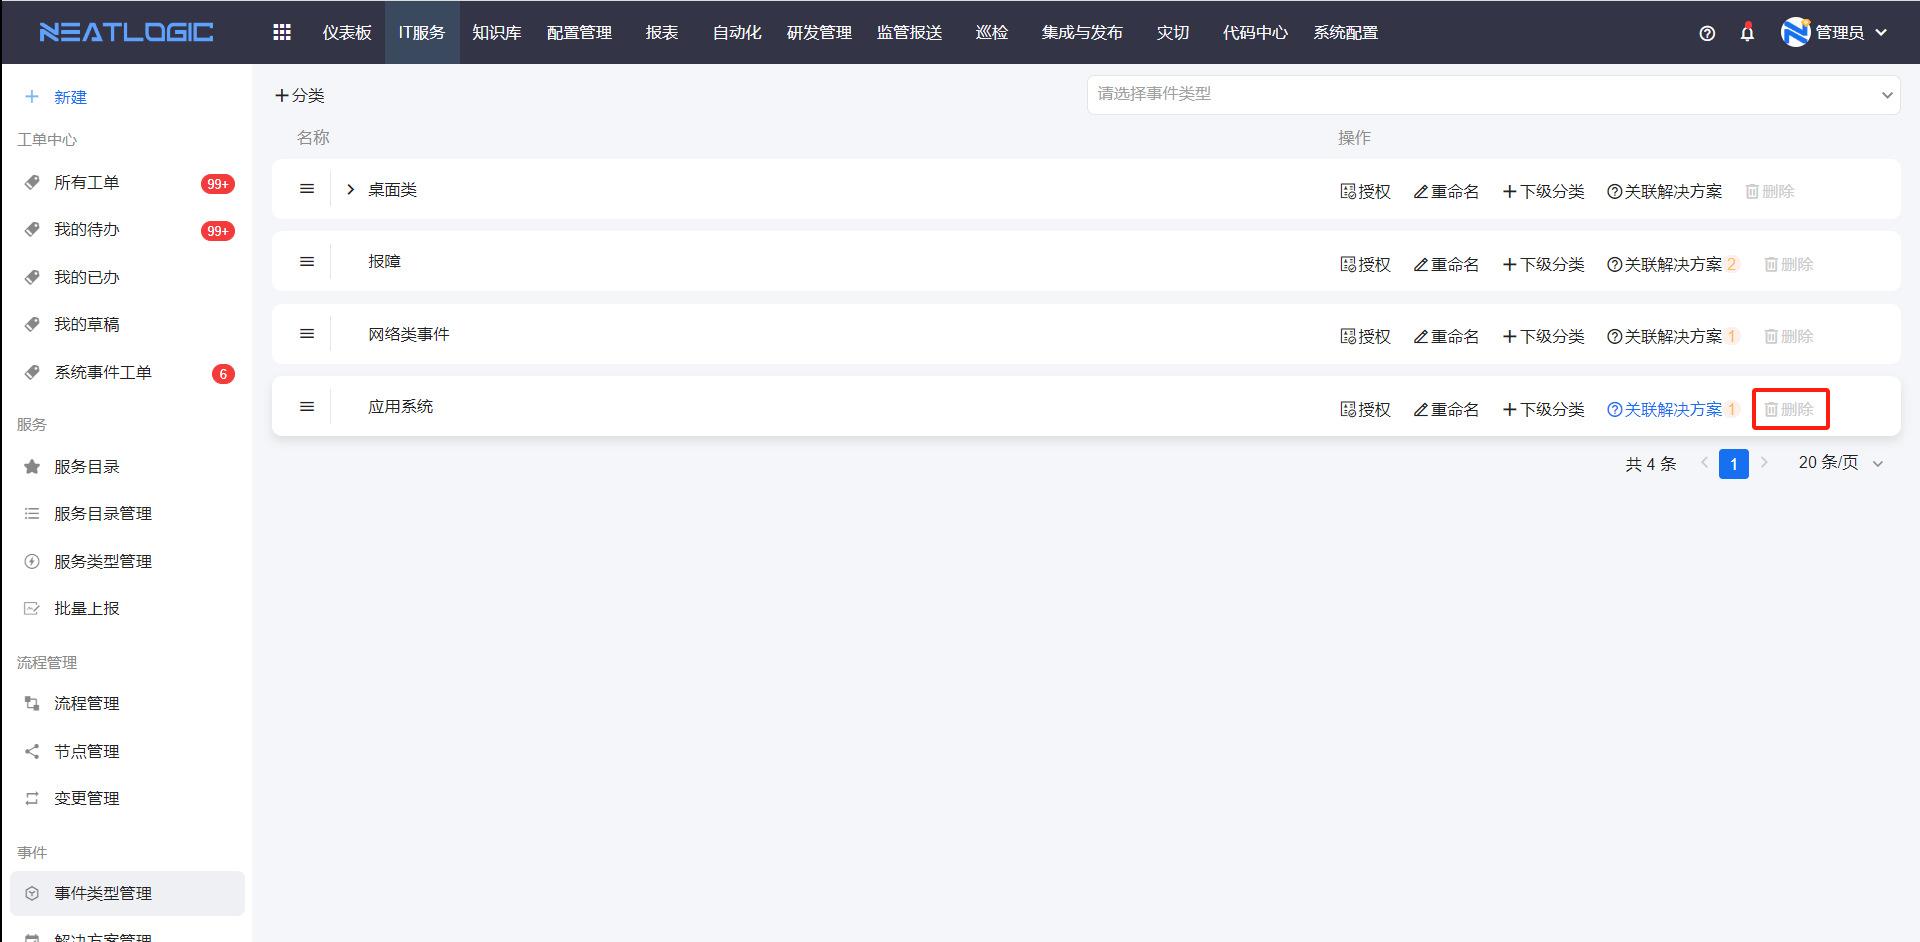 NEATLOGIC
仪表板 IT服务 知识库 配置管理 报表 自动化 研发管理 监管报送 巡检 集成与发布 灾切 代码中心 系统配置 管理员
新建
工单中心
所有工单 99+
我的待办 99+
我的已办
我的草稿
系统事件工单 6
服务
服务目录
服务目录管理
服务类型管理
批量上报
流程管理
流程管理
节点管理
变更管理
事件
事件类型管理
解决方案管理
分类 请选择事件类型
名称 操作
桌面类 授权 重命名 下级分类 关联解决方案 删除
报障 授权 重命名 下级分类 关联解决方案 2 删除
网络类事件 授权 重命名 下级分类 关联解决方案 1 删除
应用系统 授权 重命名 下级分类 关联解决方案 1 删除
共 4 条 1 20 条/页